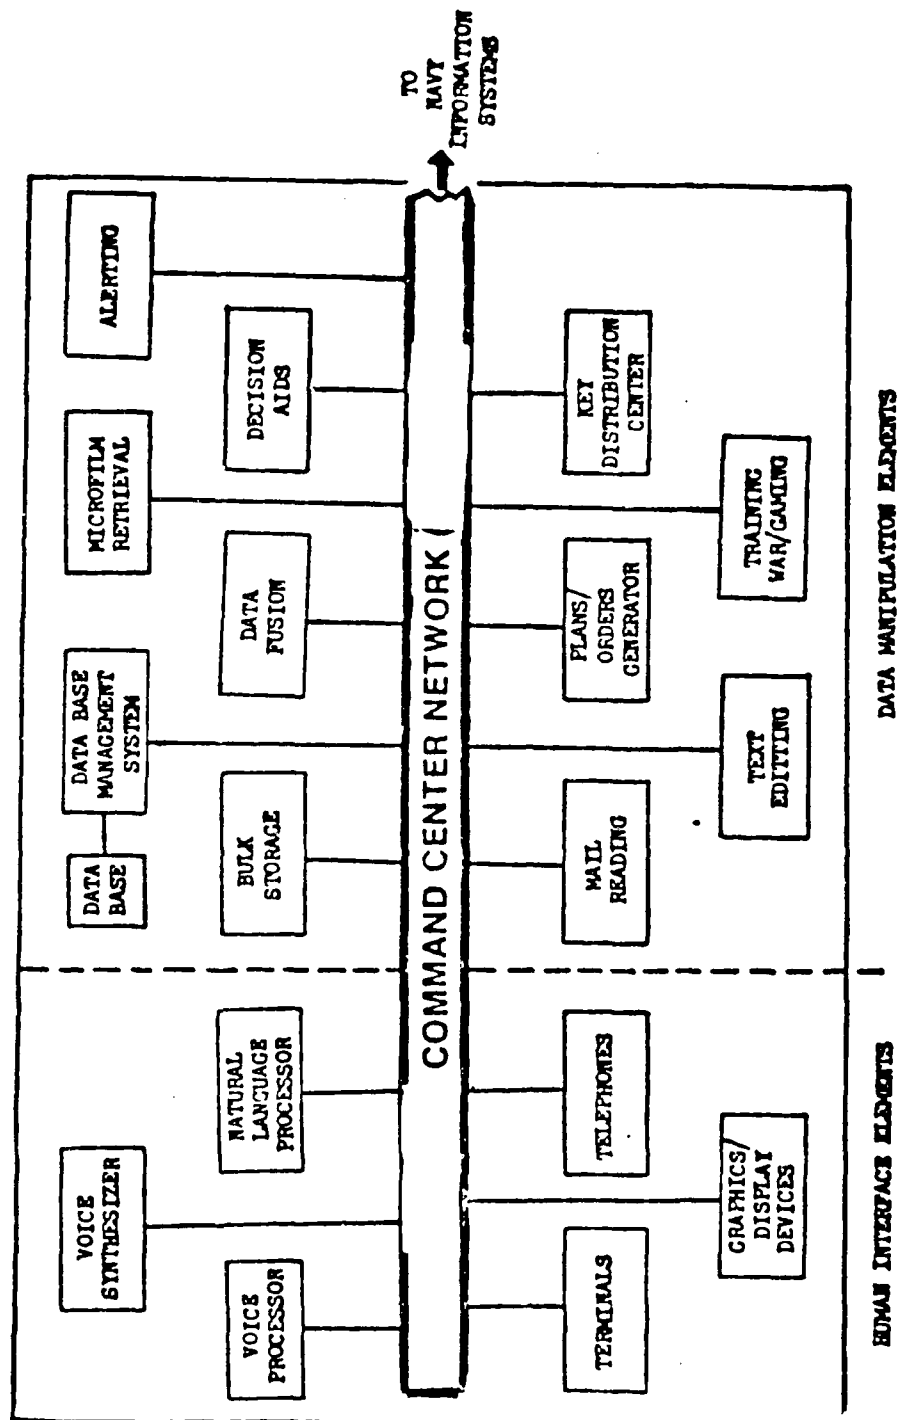 VOICE
SYNTHESIZER
DATA
BASE
DATA BASE
MANAGEMENT
SYSTEM
MICROFILM
RETRIEVAL
ALERTING
VOICE
PROCESSOR
NATURAL
LANGUAGE
PROCESSOR
BULK
STORAGE
DATA
FUSION
DECISION
AIDS
COMMAND CENTER NETWORK (
TO
NAVY
INFORMATION
SYSTEMS
TERMINALS
TELEPHONES
MAIL
READING
PLANS/
ORDERS
GENERATOR
KEY
DISTRIBUTION
CENTER
GRAPHICS/
DISPLAY
DEVICES
TEXT
EDITTING
TRAINING
WAR/GAMING
HUMAN INTERFACE ELEMENTS
DATA MANIPULATION ELEMENTS